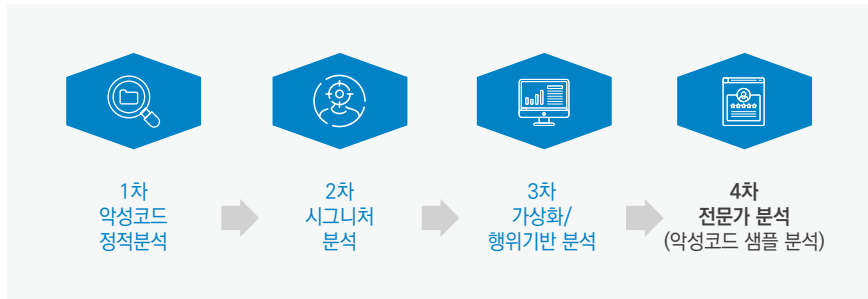 1차
악성코드
정적분석
2차
시그니처
분석
3차
가상화/
행위기반 분석
4차
전문가 분석
(악성코드 샘플 분석)